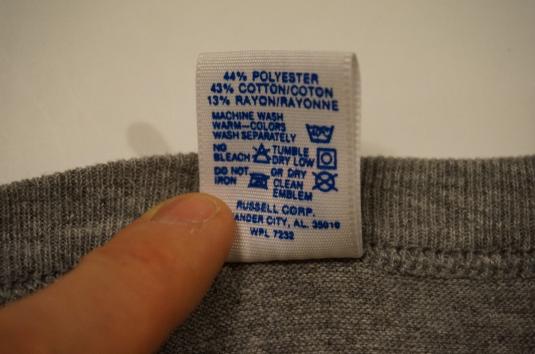 44% POLYESTER
43% COTTON/COTON
13% RAYON/RAYONNE
MACHINE WASH
WARM-COLORS
WASH SEPARATELY
NO TUMBLE
BLEACH DRY LOW
DO NOT OR DRY
IRON CLEAN
EMBLEM
RUSSELL CORP.
ANDER CITY, AL. 35010
WPL 7232